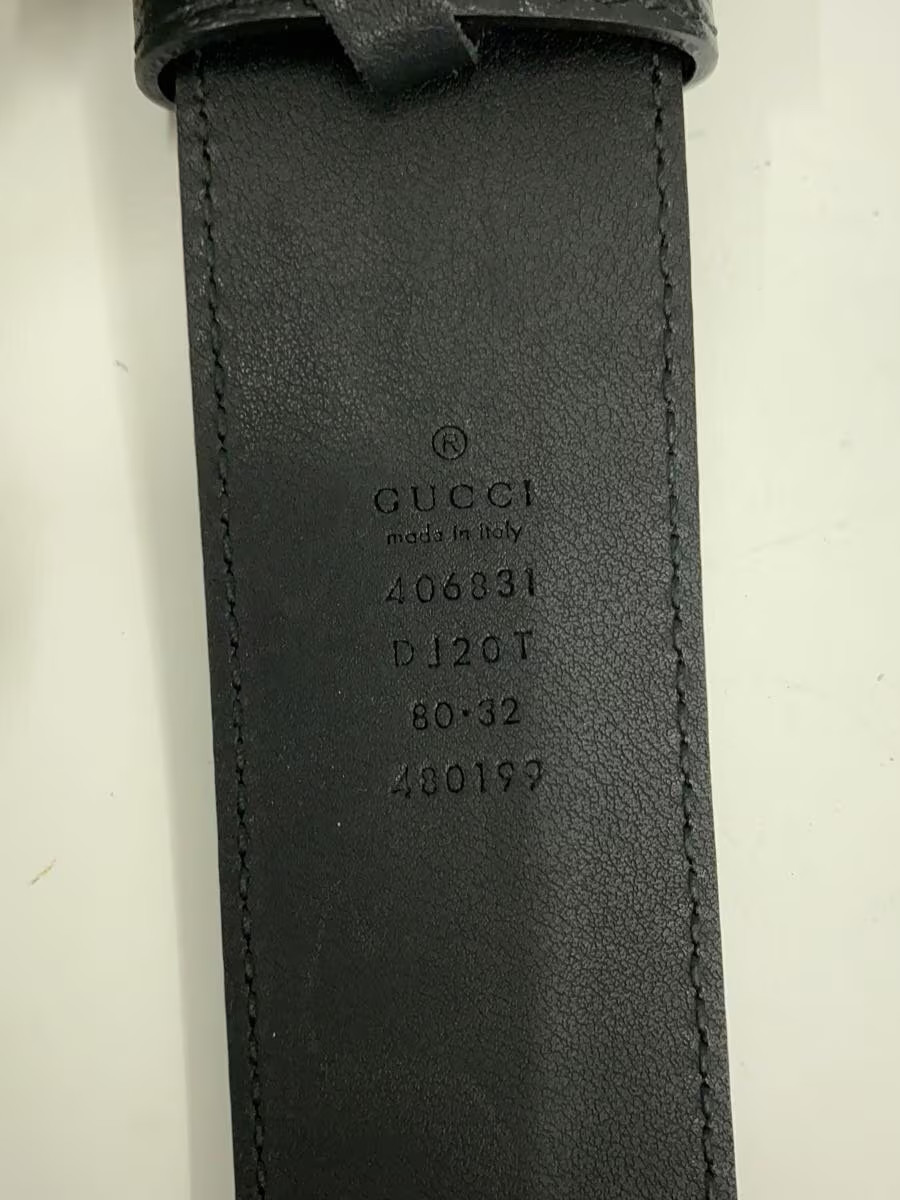 ®
GUCCI
made in italy
406831
DJ20T
80·32
480199